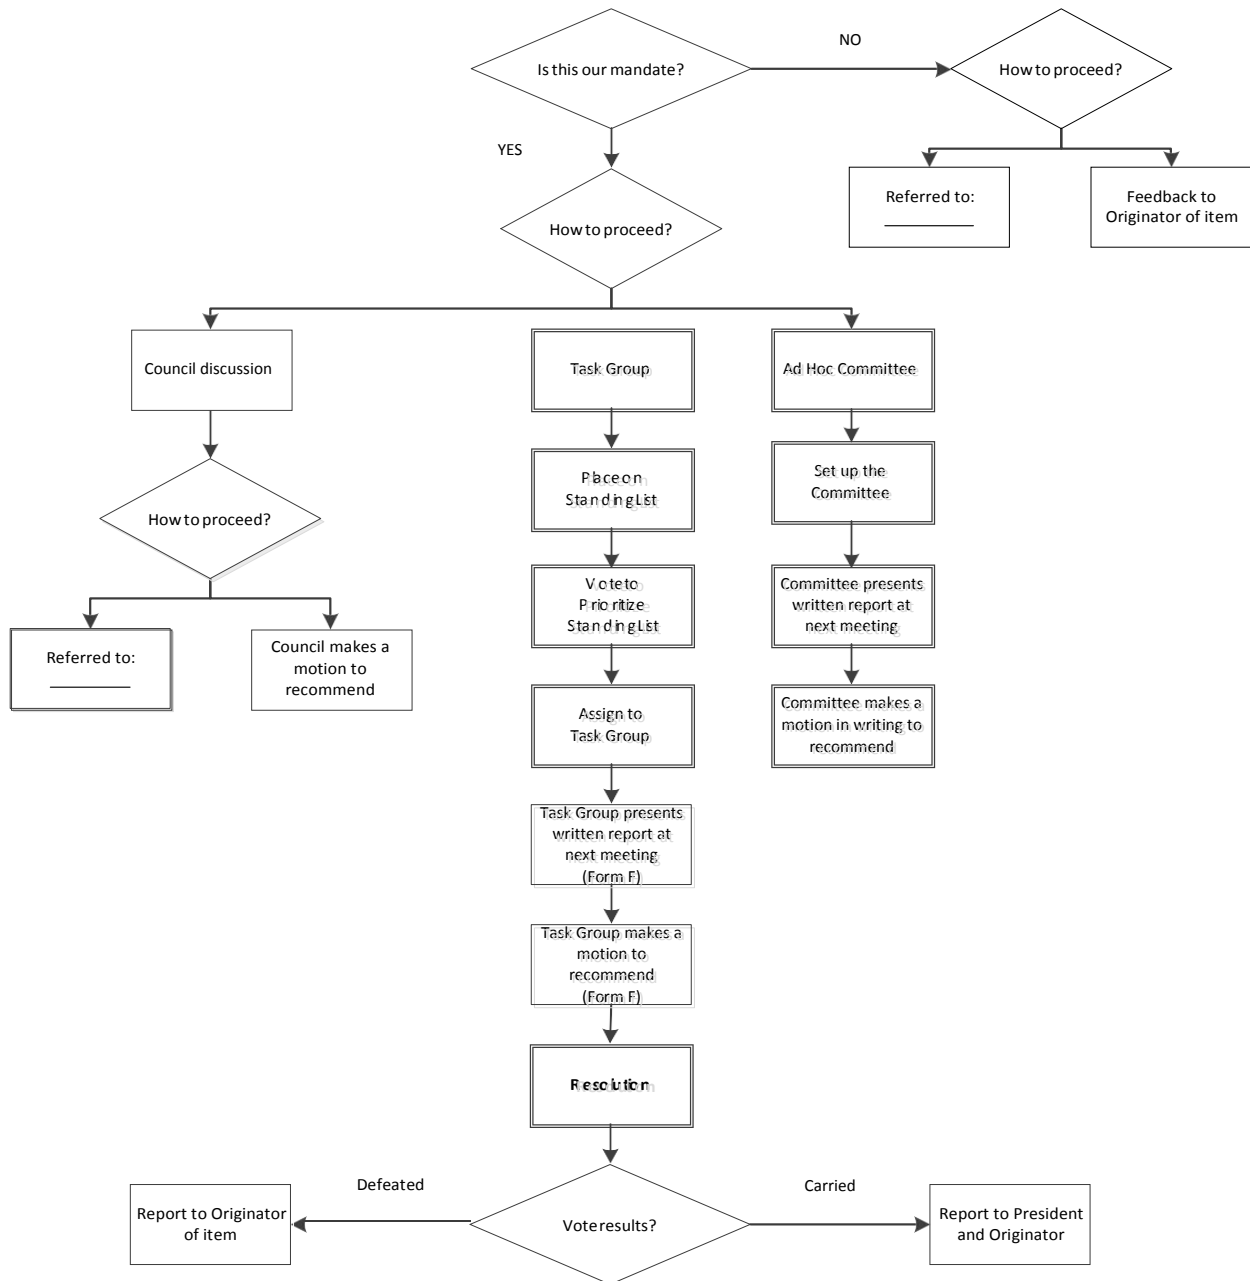 Is this our mandate?
NO
How to proceed?
YES
Referred to:
Feedback to
Originator of item
How to proceed?
Council discussion
Task Group
Ad Hoc Committee
How to proceed?
Place on
Standing List
Set up the
Committee
Vote to
Prioritize
Standing List
Committee presents
written report at
next meeting
Referred to:
Council makes a
motion to
recommend
Assign to
Task Group
Committee makes a
motion in writing to
recommend
Task Group presents
written report at
next meeting
(Form F)
Task Group makes a
motion to
recommend
(Form F)
Resolution
Defeated
Carried
Report to Originator
of item
Vote results?
Report to President
and Originator